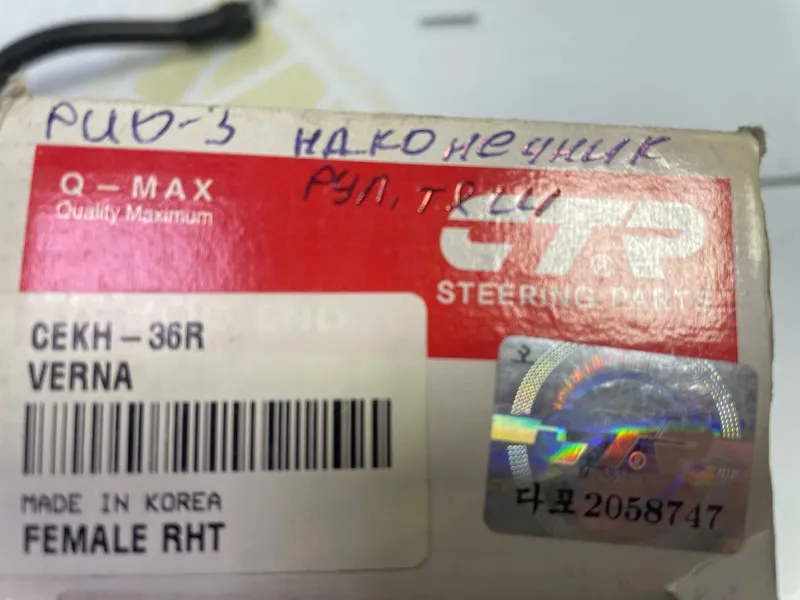 РИО-3 НАКОНЕЧНИК
РУЛ. ТЯГИ
Q-MAX
Quality Maximum
CTR
STEERING PARTS
CEKH-36R
VERNA
MADE IN KOREA
FEMALE RHT
CTR
다포2058747